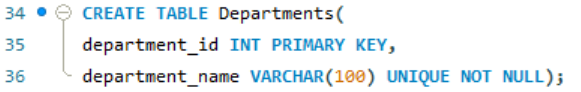 34 CREATE TABLE Departments(
35 department_id INT PRIMARY KEY,
36 department_name VARCHAR(100) UNIQUE NOT NULL);